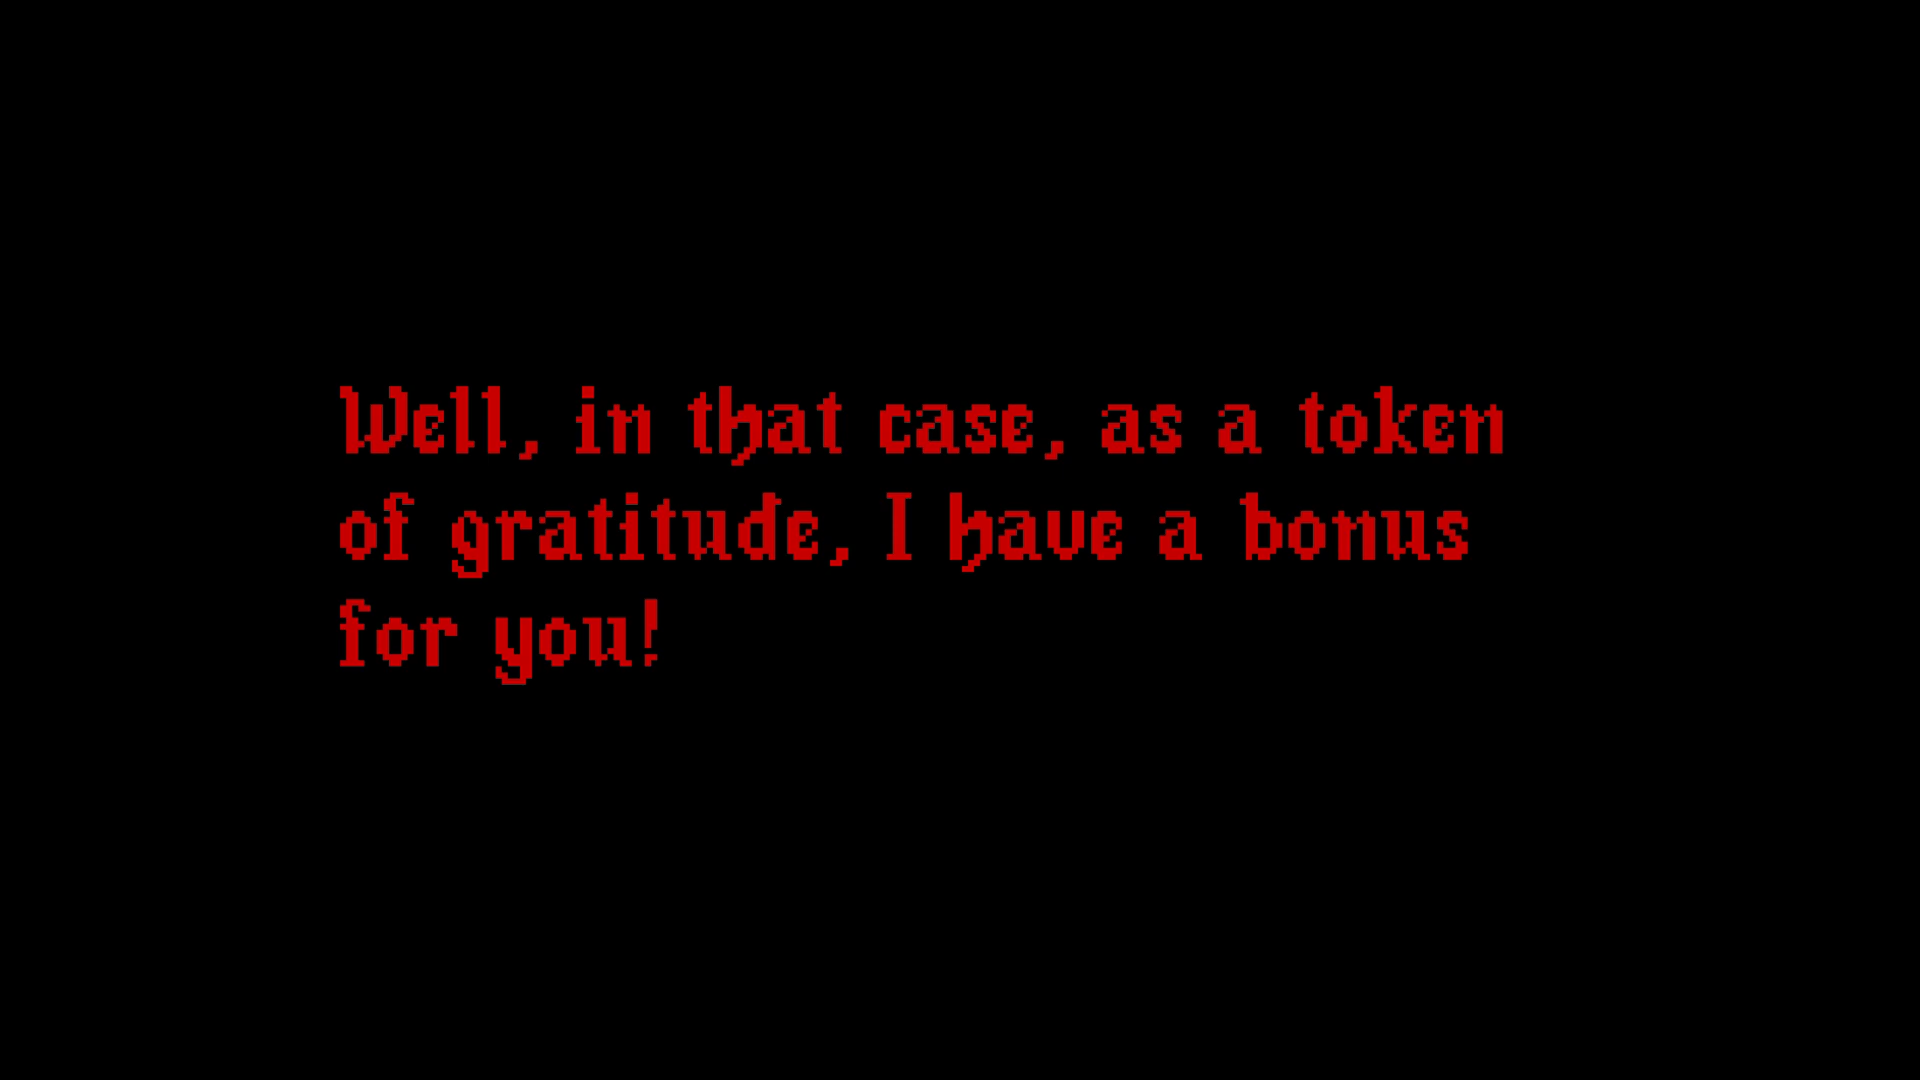 Well, in that case, as a token
of gratitude, I have a bonus
for you!